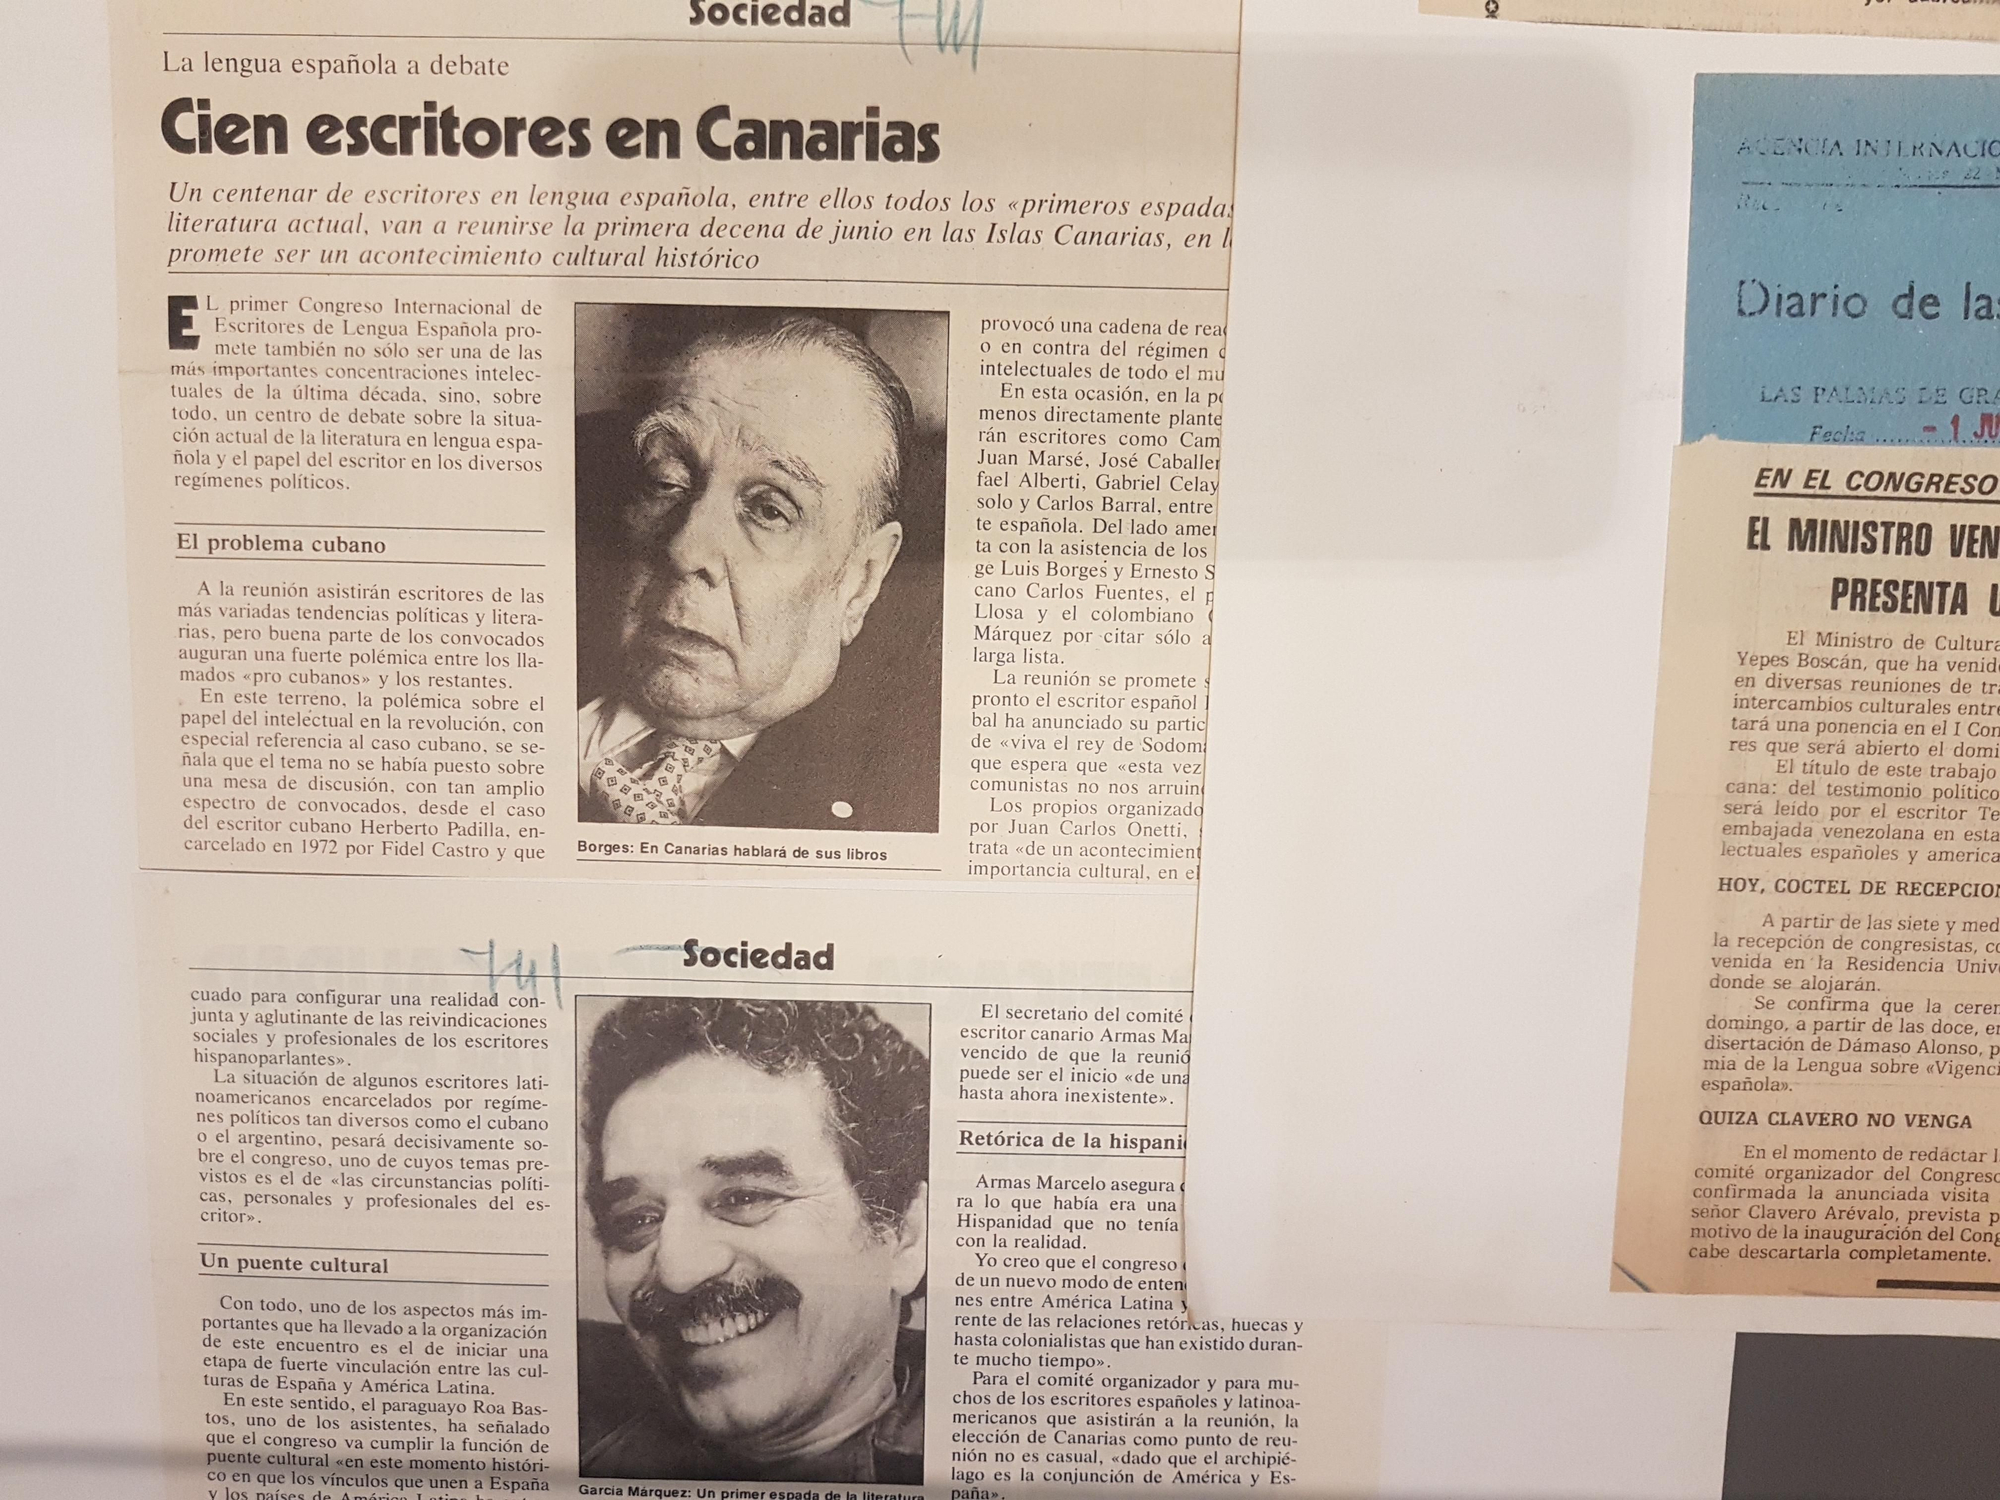 Sociedad
La lengua española a debate
Cien escritores en Canarias
Un centenar de escritores en lengua española, entre ellos todos los «primeros espadas
literatura actual, van a reunirse la primera decena de junio en las Islas Canarias, en
promete ser un acontecimiento cultural histórico
EL primer Congreso Internacional de
Escritores de Lengua Española pro-
mete también no sólo ser una de las
más importantes concentraciones intelec-
tuales de la última década, sino, sobre
todo, un centro de debate sobre la situa-
ción actual de la literatura en lengua espa-
ñola y el papel del escritor en los diversos
regímenes políticos.
El problema cubano
A la reunión asistirán escritores de las
más variadas tendencias políticas y litera-
rias, pero buena parte de los convocados
auguran una fuerte polémica entre los lla-
mados «pro cubanos» y los restantes.
En este terreno, la polémica sobre el
papel del intelectual en la revolución, con
especial referencia al caso cubano, se se-
ñala que el tema no se había puesto sobre
una mesa de discusión, con tan amplio
espectro de convocados, desde el caso
del escritor cubano Herberto Padilla, en-
carcelado en 1972 por Fidel Castro y que
Borges: En Canarias hablará de sus libros
provocó una cadena de
o en contra del régimen
intelectuales de todo el
En esta ocasión, en la
menos directamente plante
rán escritores como Cam
Juan Marsé, José Caballer
fael Alberti, Gabriel Celay
solo y Carlos Barral, entre
te española. Del lado amer
ta con la asistencia de los
ge Luis Borges y Ernesto S
cano Carlos Fuentes, el
Llosa y el colombiano
Márquez por citar sólo a
larga lista.
La reunión se promete
pronto el escritor español
bal ha anunciado su partic
de «viva el rey de Sodom
que espera que «esta vez
comunistas no nos arruin
Los propios organizado
por Juan Carlos Onetti,
trata «de un acontecimient
importancia cultural, en el
Sociedad
cuado para configurar una realidad con-
junta y aglutinante de las reivindicaciones
sociales y profesionales de los escritores
hispanoparlantes».
La situación de algunos escritores lati-
noamericanos encarcelados por regíme-
nes políticos tan diversos como el cubano
o el argentino, pesará decisivamente so-
bre el congreso, uno de cuyos temas pre-
vistos es el de «las circunstancias políti-
cas, personales y profesionales del es-
critor».
Un puente cultural
Con todo, uno de los aspectos más im-
portantes que ha llevado a la organización
de este encuentro es el de iniciar una
etapa de fuerte vinculación entre las cul-
turas de España y América Latina.
En este sentido, el paraguayo Roa Bas-
tos, uno de los asistentes, ha señalado
que el congreso va cumplir la función de
puente cultural «en este momento históri-
co en que los vínculos que unen a España
y los países de América Latina
García Márquez: Un primer espada de la literatura
El secretario del comité
escritor canario Armas Ma
vencido de que la reunió
puede ser el inicio «de una
hasta ahora inexistente».
Retórica de la hispani
Armas Marcelo asegura
ra lo que había era una
Hispanidad que no tenía
con la realidad.
Yo creo que el congreso
de un nuevo modo de enten
nes entre América Latina y
rente de las relaciones retóricas, huecas y
hasta colonialistas que han existido duran-
te mucho tiempo».
Para el comité organizador y para mu-
chos de los escritores españoles y latinoa-
mericanos que asistirán a la reunión, la
elección de Canarias como punto de reu-
nión no es casual, «dado que el archipié-
lago es la conjunción de América y Es-
paña».
AGENCIA INTERNACIO
Diario de las
LAS PALMAS DE GRA
Fecha - 1 JU
EN EL CONGRESO
EL MINISTRO VEN
PRESENTA U
El Ministro de Cultura
Yepes Boscán, que ha venido
en diversas reuniones de tra
intercambios culturales entre
tará una ponencia en el I Con
res que será abierto el domi
El título de este trabajo
cana: del testimonio político
será leído por el escritor Te
embajada venezolana en esta
lectuales españoles y america
HOY, COCTEL DE RECEPCION
A partir de las siete y med
la recepción de congresistas, co
venida en la Residencia Unive
donde se alojarán.
Se confirma que la cerem
domingo, a partir de las doce, en
disertación de Dámaso Alonso, p
mia de la Lengua sobre «Vigenci
española».
QUIZA CLAVERO NO VENGA
En el momento de redactar l
comité organizador del Congreso
confirmada la anunciada visita
señor Clavero Arévalo, prevista p
motivo de la inauguración del Cong
cabe descartarla completamente.